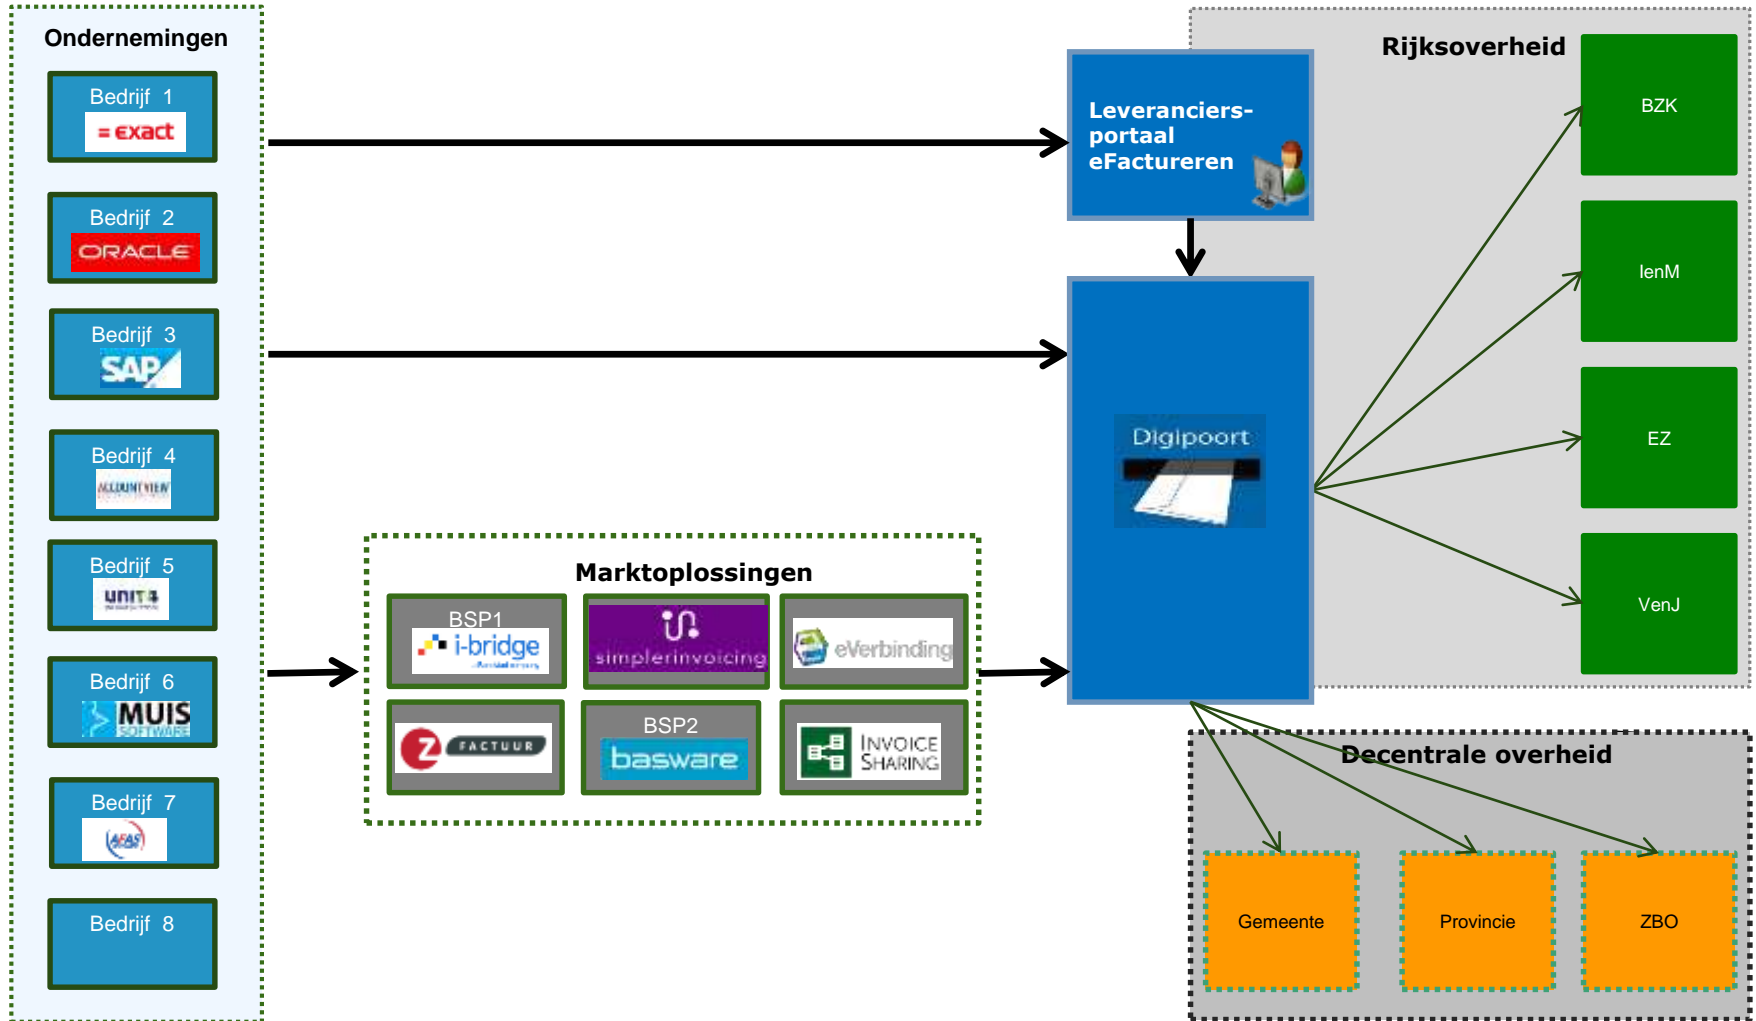 Ondernemingen
Bedrijf 1
= exact
Bedrijf 2
ORACLE
Bedrijf 3
SAP
Bedrijf 4
ACCOUNTVIEW
Bedrijf 5
UNIT4
Bedrijf 6
MUIS
SOFTWARE
Bedrijf 7
AFAS
Bedrijf 8
Marktoplossingen
BSP1
i-bridge
simplerinvoicing
eVerbinding
Z FACTUUR
BSP2
basware
INVOICE
SHARING
Leveranciers-
portaal
eFactureren
Digipoort
Rijksoverheid
BZK
IenM
EZ
VenJ
Decentrale overheid
Gemeente
Provincie
ZBO